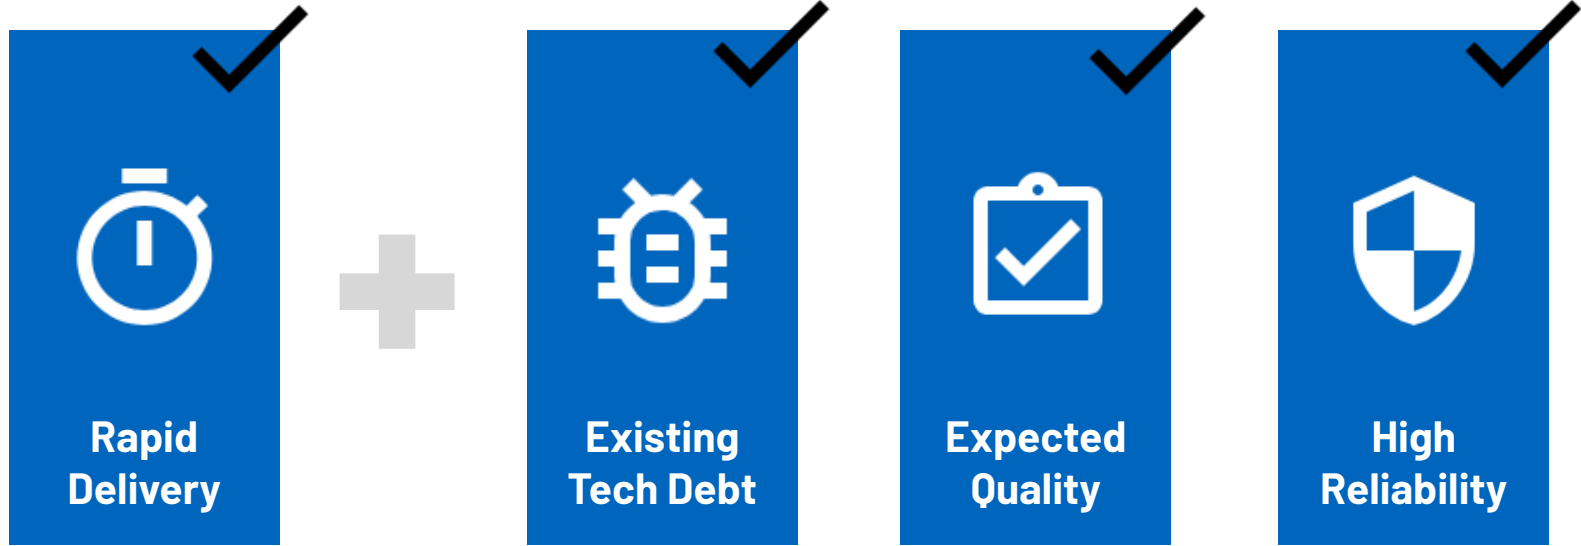 Rapid
Delivery
Existing
Tech Debt
Expected
Quality
High
Reliability